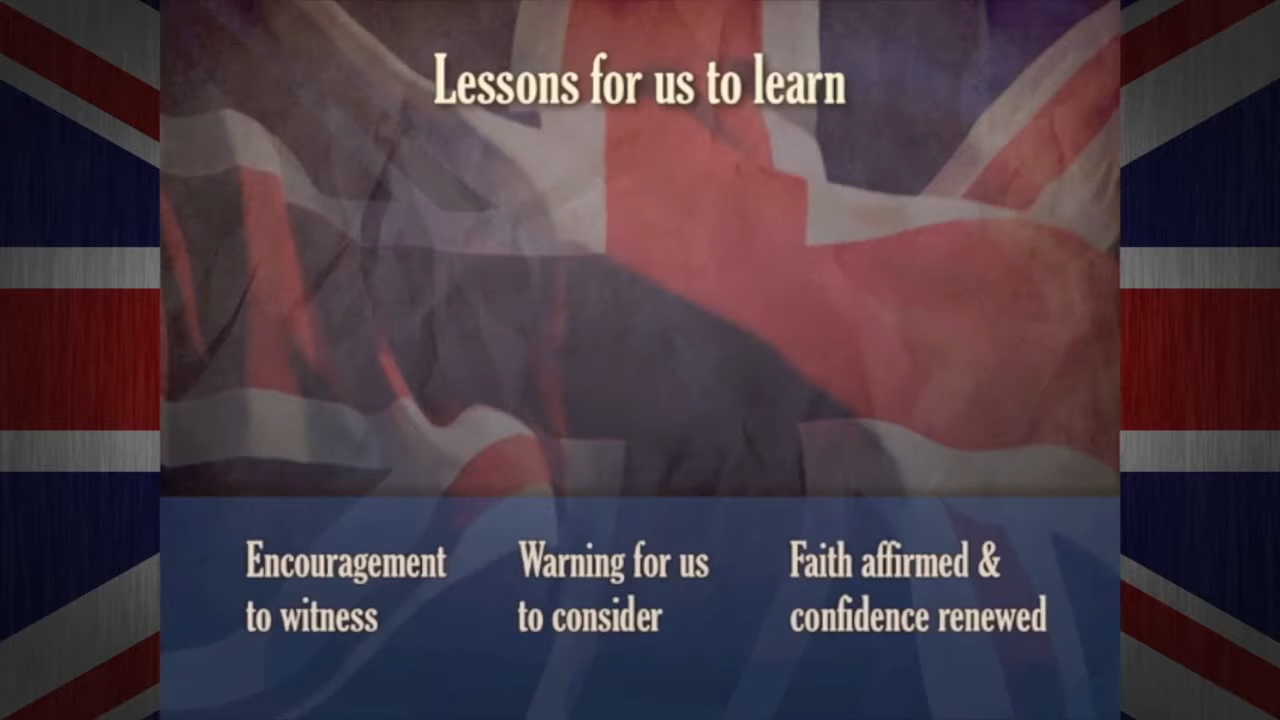 Lessons for us to learn
Encouragement
to witness
Warning for us
to consider
Faith affirmed &
confidence renewed